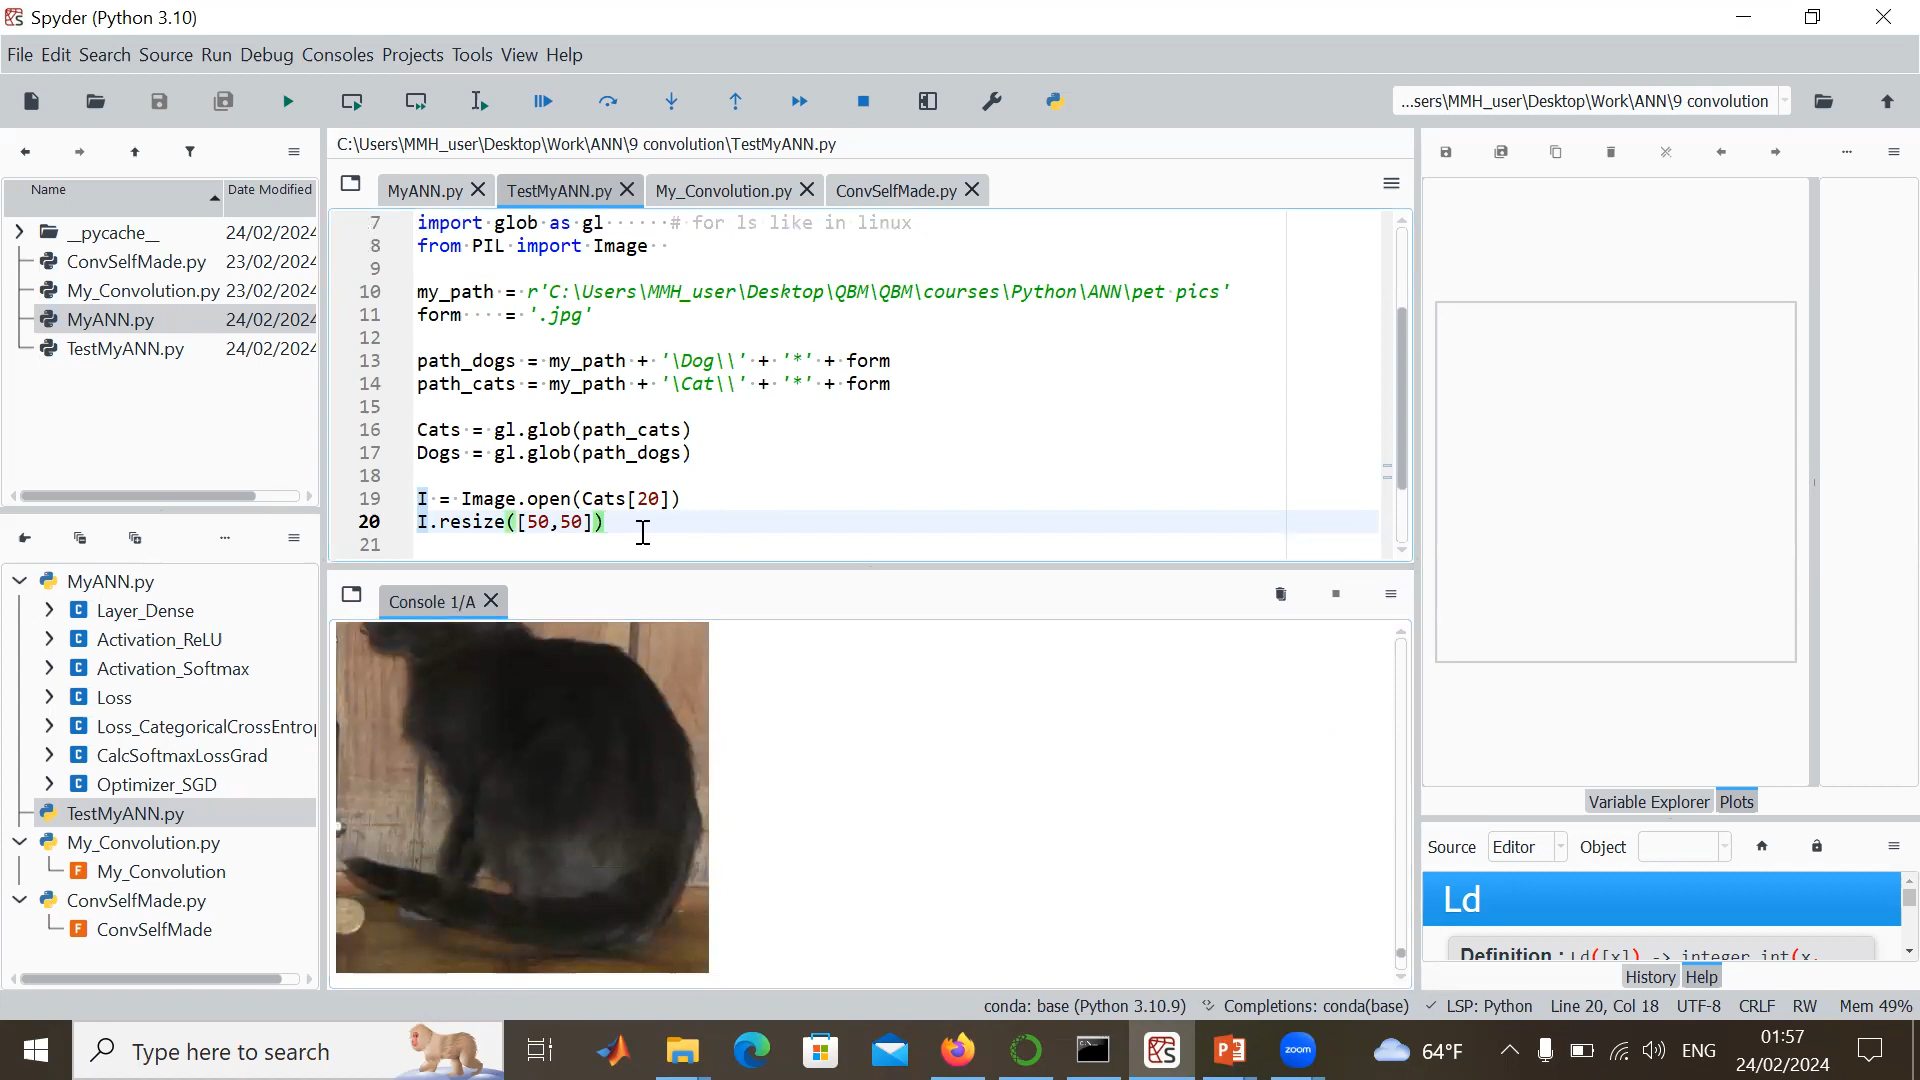 Spyder (Python 3.10)
File Edit Search Source Run Debug Consoles Projects Tools View Help
...sers\MMH_user\Desktop\Work\ANN\9 convolution
Name Date Modified
__pycache__ 24/02/2024
ConvSelfMade.py 23/02/2024
My_Convolution.py 23/02/2024
MyANN.py 24/02/2024
TestMyANN.py 24/02/2024
C:\Users\MMH_user\Desktop\Work\ANN\9 convolution\TestMyANN.py
MyANN.py TestMyANN.py My_Convolution.py ConvSelfMade.py
7 import glob as gl # for ls like in linux
8 from PIL import Image
9
10 my_path = r'C:\Users\MMH_user\Desktop\QBM\QBM\courses\Python\ANN\pet pics'
11 form = '.jpg'
12
13 path_dogs = my_path + '\Dog\\' + '*' + form
14 path_cats = my_path + '\Cat\\' + '*' + form
15
16 Cats = gl.glob(path_cats)
17 Dogs = gl.glob(path_dogs)
18
19 I = Image.open(Cats[20])
20 I.resize([50,50])
21
MyANN.py
Layer_Dense
Activation_ReLU
Activation_Softmax
Loss
Loss_CategoricalCrossEntrop
CalcSoftmaxLossGrad
Optimizer_SGD
TestMyANN.py
My_Convolution.py
My_Convolution
ConvSelfMade.py
ConvSelfMade
Console 1/A
Variable Explorer Plots
Source Editor Object
Ld
Definition : Ld([x]) -> integer int(x,
History Help
conda: base (Python 3.10.9) Completions: conda(base) LSP: Python Line 20, Col 18 UTF-8 CRLF RW Mem 49%
Type here to search
zoom
64°F
ENG
01:57
24/02/2024